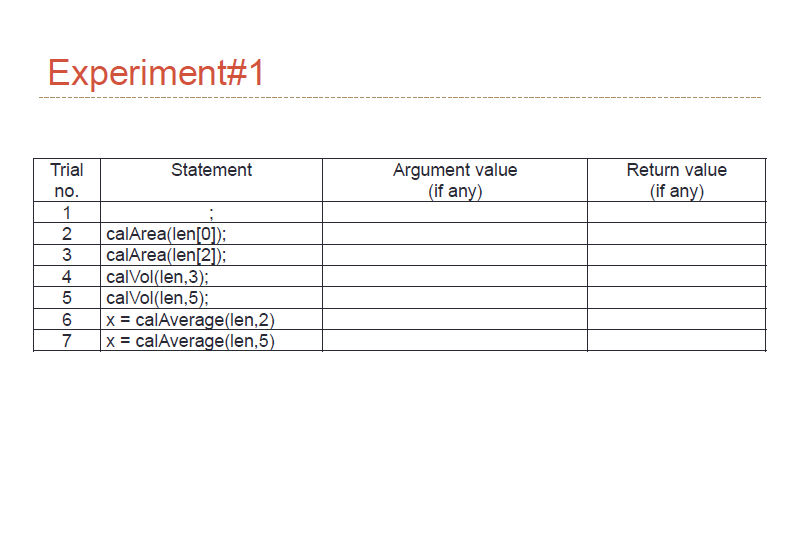 Experiment#1
Trial no. Statement Argument value (if any) Return value (if any)
1 ;
2 calArea(len[0]);
3 calArea(len[2]);
4 calVol(len,3);
5 calVol(len,5);
6 x = calAverage(len,2)
7 x = calAverage(len,5)